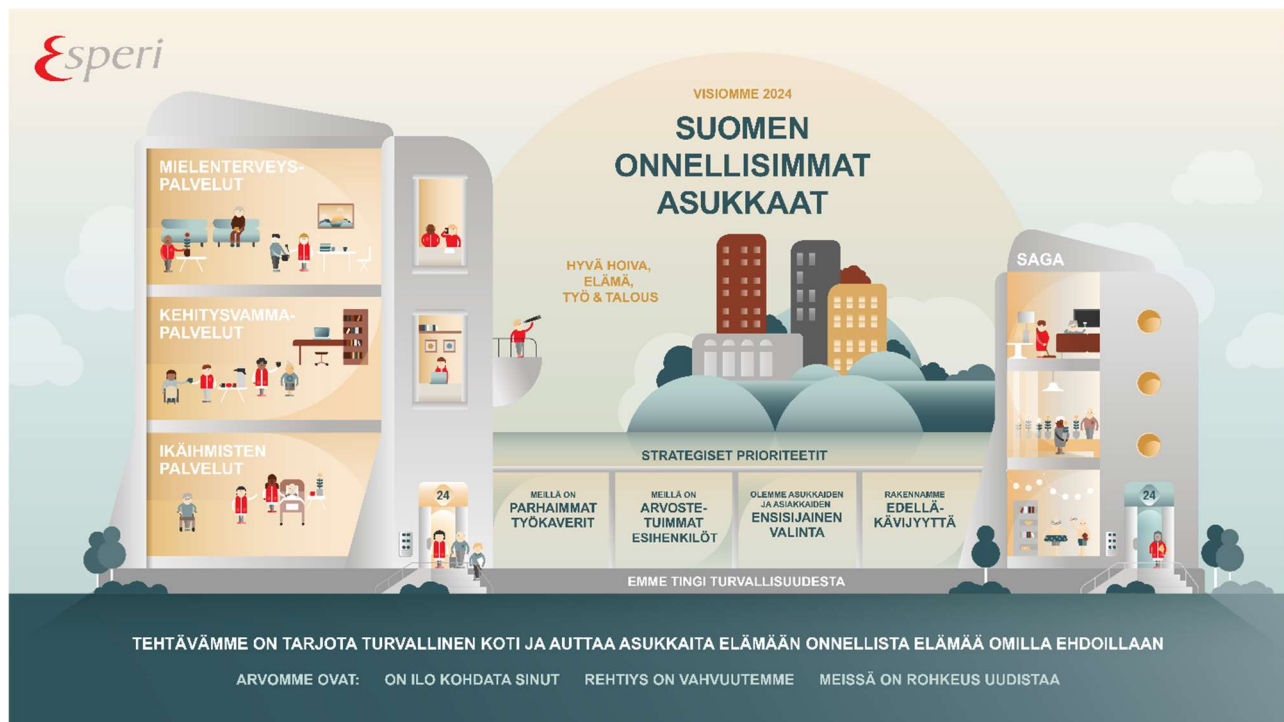 Esperi
VISIOMME 2024
SUOMEN
ONNELLISIMMAT
ASUKKAAT
HYVÄ HOIVA,
ELÄMÄ,
TYÖ & TALOUS
MIELENTERVEYS-
PALVELUT
KEHITYSVAMMA-
PALVELUT
IKÄIHMISTEN
PALVELUT
24
SAGA
24
STRATEGISET PRIORITEETIT
MEILLÄ ON
PARHAIMMAT
TYÖKAVERIT
MEILLÄ ON
ARVOSTE-
TUIMMAT
ESIHENKILÖT
OLEMME ASUKKAIDEN
JA ASIAKKAIDEN
ENSISIJAINEN
VALINTA
RAKENNAMME
EDELLÄ-
KÄVIJYYTTÄ
EMME TINGI TURVALLISUUDESTA
TEHTÄVÄMME ON TARJOTA TURVALLINEN KOTI JA AUTTAA ASUKKAITA ELÄMÄÄN ONNELLISTA ELÄMÄÄ OMILLA EHDOILLAAN
ARVOMME OVAT: ON ILO KOHDATA SINUT REHTIYS ON VAHVUUTEMME MEISSÄ ON ROHKEUS UUDISTAA